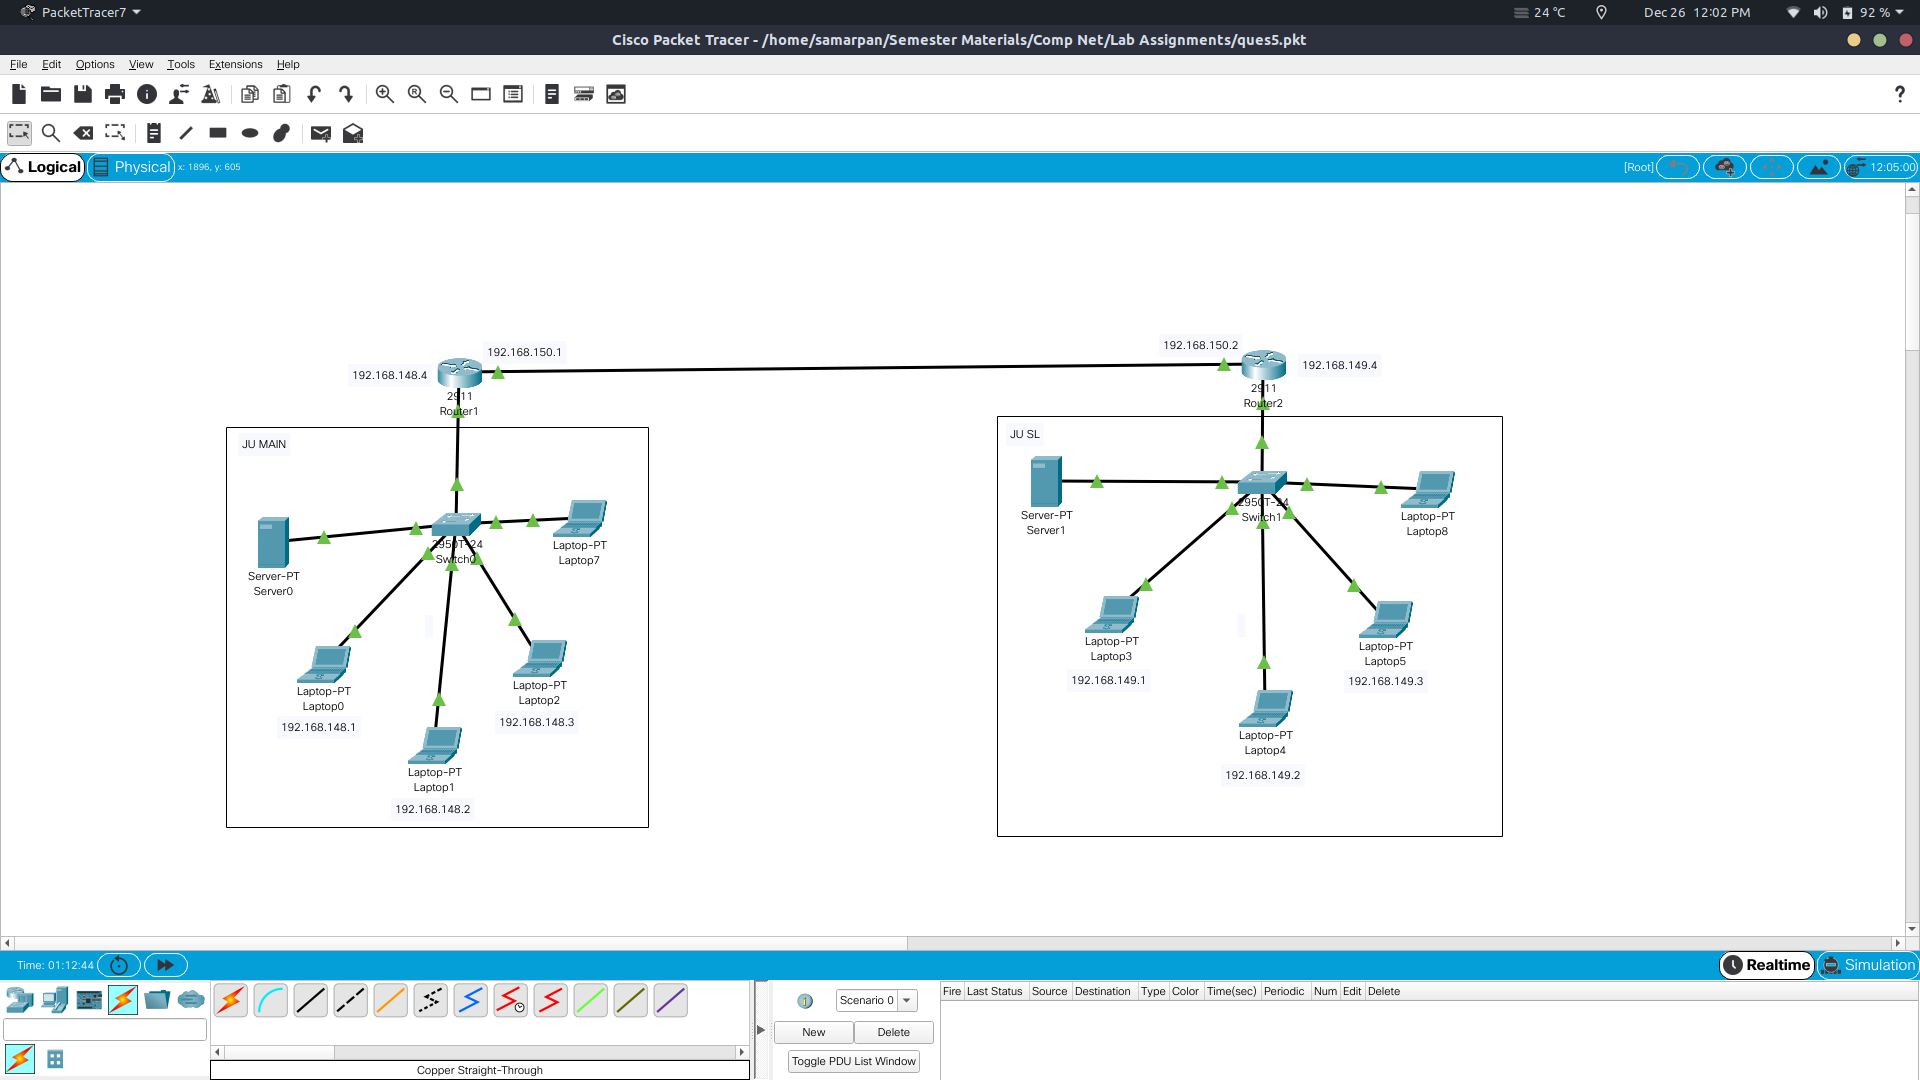 PacketTracer7
24 °C
Dec 26 12:02 PM
92 %
Cisco Packet Tracer - /home/samarpan/Semester Materials/Comp Net/Lab Assignments/ques5.pkt
File Edit Options View Tools Extensions Help
Logical
Physical
x: 1896, y: 605
[Root]
12:05:00
192.168.150.1
192.168.148.4
2911
Router1
192.168.150.2
192.168.149.4
2911
Router2
JU MAIN
2950T-24
Switch0
Laptop-PT
Laptop7
Server-PT
Server0
Laptop-PT
Laptop0
192.168.148.1
Laptop-PT
Laptop2
192.168.148.3
Laptop-PT
Laptop1
192.168.148.2
JU SL
Server-PT
Server1
2950T-24
Switch1
Laptop-PT
Laptop8
Laptop-PT
Laptop3
192.168.149.1
Laptop-PT
Laptop5
192.168.149.3
Laptop-PT
Laptop4
192.168.149.2
Time: 01:12:44
Realtime
Simulation
Scenario 0
New
Delete
Toggle PDU List Window
Fire Last Status Source Destination Type Color Time(sec) Periodic Num Edit Delete
Copper Straight-Through